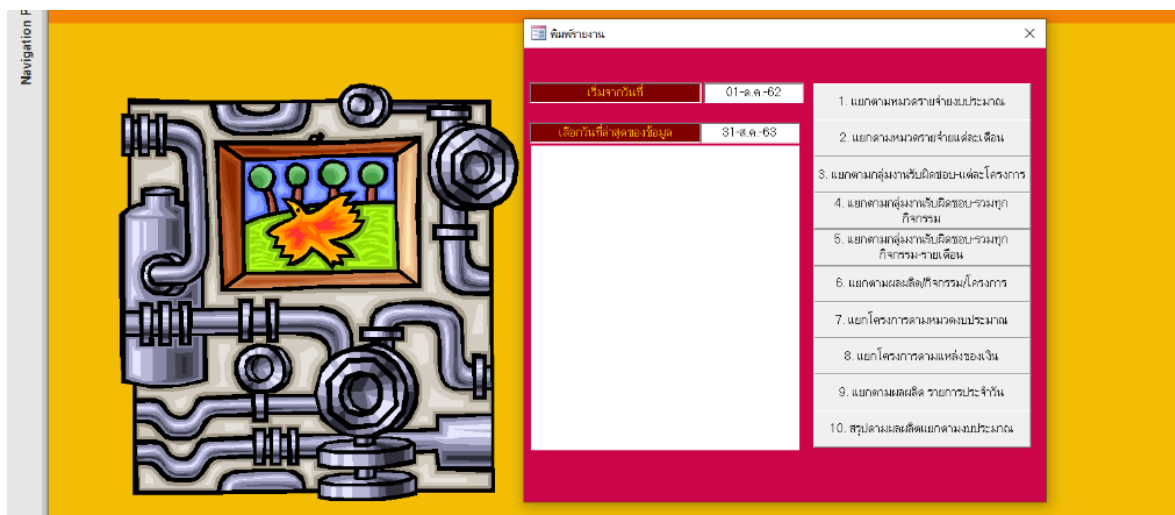 Navigation P
พิมพ์รายงาน
เริ่มจากวันที่
01-ต.ค.-62
เลือกวันที่ล่าสุดของข้อมูล
31-ส.ค.-63
1. แยกตามหมวดรายจ่ายงบประมาณ
2. แยกตามหมวดรายจ่ายแต่ละเดือน
3. แยกตามกลุ่มงานรับผิดชอบ-แต่ละโครงการ
4. แยกตามกลุ่มงานรับผิดชอบ-รวมทุก
กิจกรรม
5. แยกตามกลุ่มงานรับผิดชอบ-รวมทุก
กิจกรรม-รายเดือน
6. แยกตามผลผลิต/กิจกรรม/โครงการ
7. แยกโครงการตามหมวดงบประมาณ
8. แยกโครงการตามแหล่งของเงิน
9. แยกตามผลผลิต รายการประจำวัน
10. สรุปตามผลผลิตแยกตามงบประมาณ